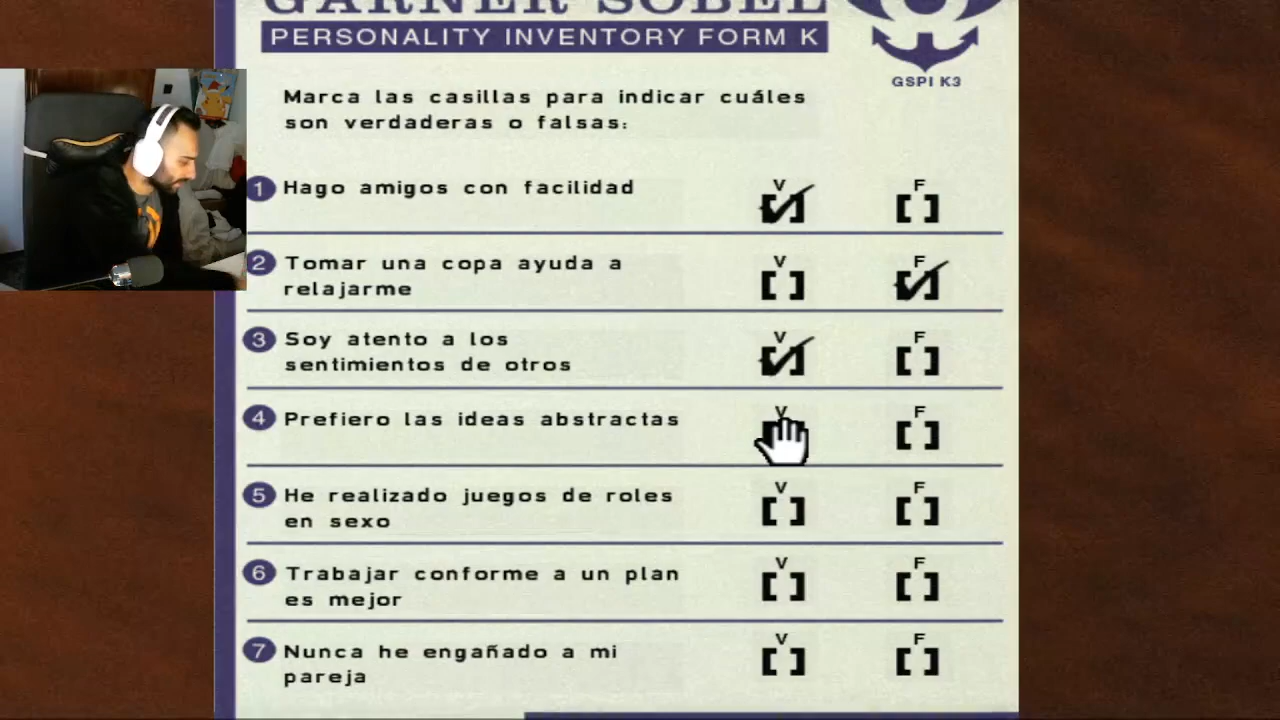 GARNER SOBEL
PERSONALITY INVENTORY FORM K
GSPI K3
Marca las casillas para indicar cuáles
son verdaderas o falsas:
1 Hago amigos con facilidad V [ ] F [ ]
2 Tomar una copa ayuda a
relajarme V [ ] F [ ]
3 Soy atento a los
sentimientos de otros V [ ] F [ ]
4 Prefiero las ideas abstractas V F [ ]
5 He realizado juegos de roles
en sexo V [ ] F [ ]
6 Trabajar conforme a un plan
es mejor V [ ] F [ ]
7 Nunca he engañado a mi
pareja V [ ] F [ ]